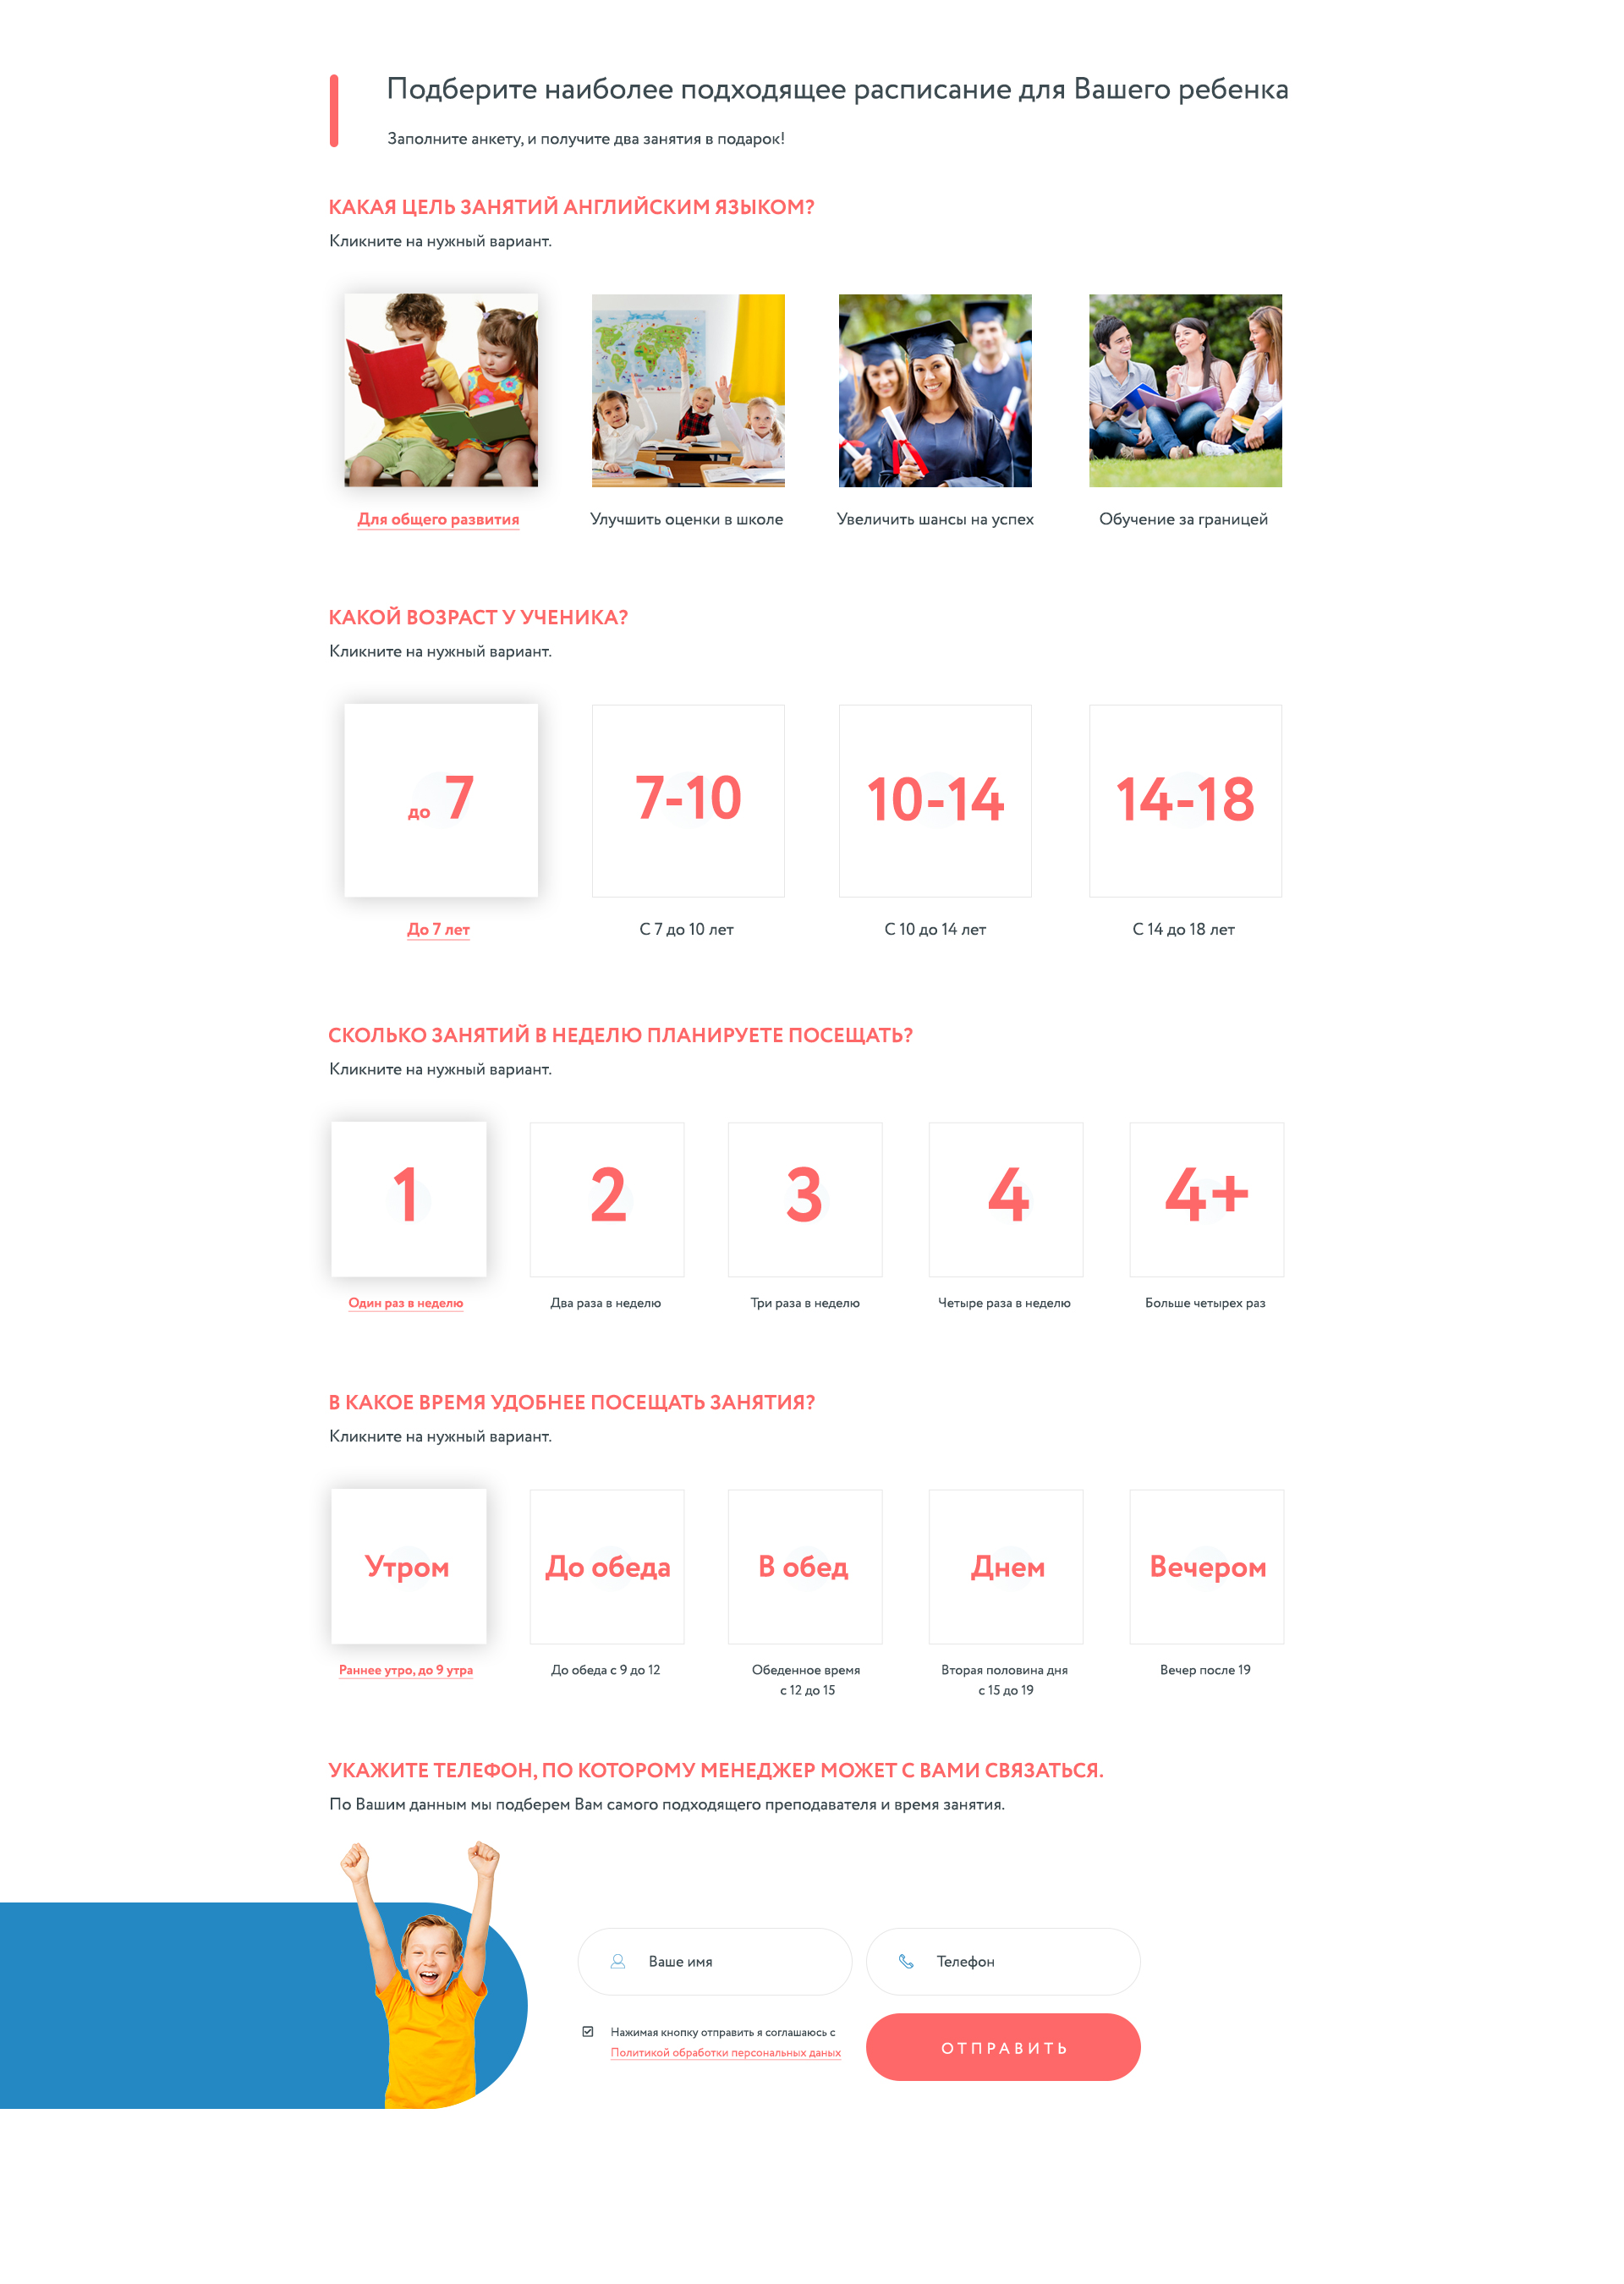 Подберите наиболее подходящее расписание для Вашего ребенка
Заполните анкету, и получите два занятия в подарок!
КАКАЯ ЦЕЛЬ ЗАНЯТИЙ АНГЛИЙСКИМ ЯЗЫКОМ?
Кликните на нужный вариант.
Для общего развития
Улучшить оценки в школе
Увеличить шансы на успех
Обучение за границей
КАКОЙ ВОЗРАСТ У УЧЕНИКА?
Кликните на нужный вариант.
до 7
7-10
10-14
14-18
До 7 лет
С 7 до 10 лет
С 10 до 14 лет
С 14 до 18 лет
СКОЛЬКО ЗАНЯТИЙ В НЕДЕЛЮ ПЛАНИРУЕТЕ ПОСЕЩАТЬ?
Кликните на нужный вариант.
1
2
3
4
4+
Один раз в неделю
Два раза в неделю
Три раза в неделю
Четыре раза в неделю
Больше четырех раз
В КАКОЕ ВРЕМЯ УДОБНЕЕ ПОСЕЩАТЬ ЗАНЯТИЯ?
Кликните на нужный вариант.
Утром
До обеда
В обед
Днем
Вечером
Раннее утро, до 9 утра
До обеда с 9 до 12
Обеденное время
с 12 до 15
Вторая половина дня
с 15 до 19
Вечер после 19
УКАЖИТЕ ТЕЛЕФОН, ПО КОТОРОМУ МЕНЕДЖЕР МОЖЕТ С ВАМИ СВЯЗАТЬСЯ.
По Вашим данным мы подберем Вам самого подходящего преподавателя и время занятия.
Ваше имя
Телефон
Нажимая кнопку отправить я соглашаюсь с
Политикой обработки персональных даных
ОТПРАВИТЬ